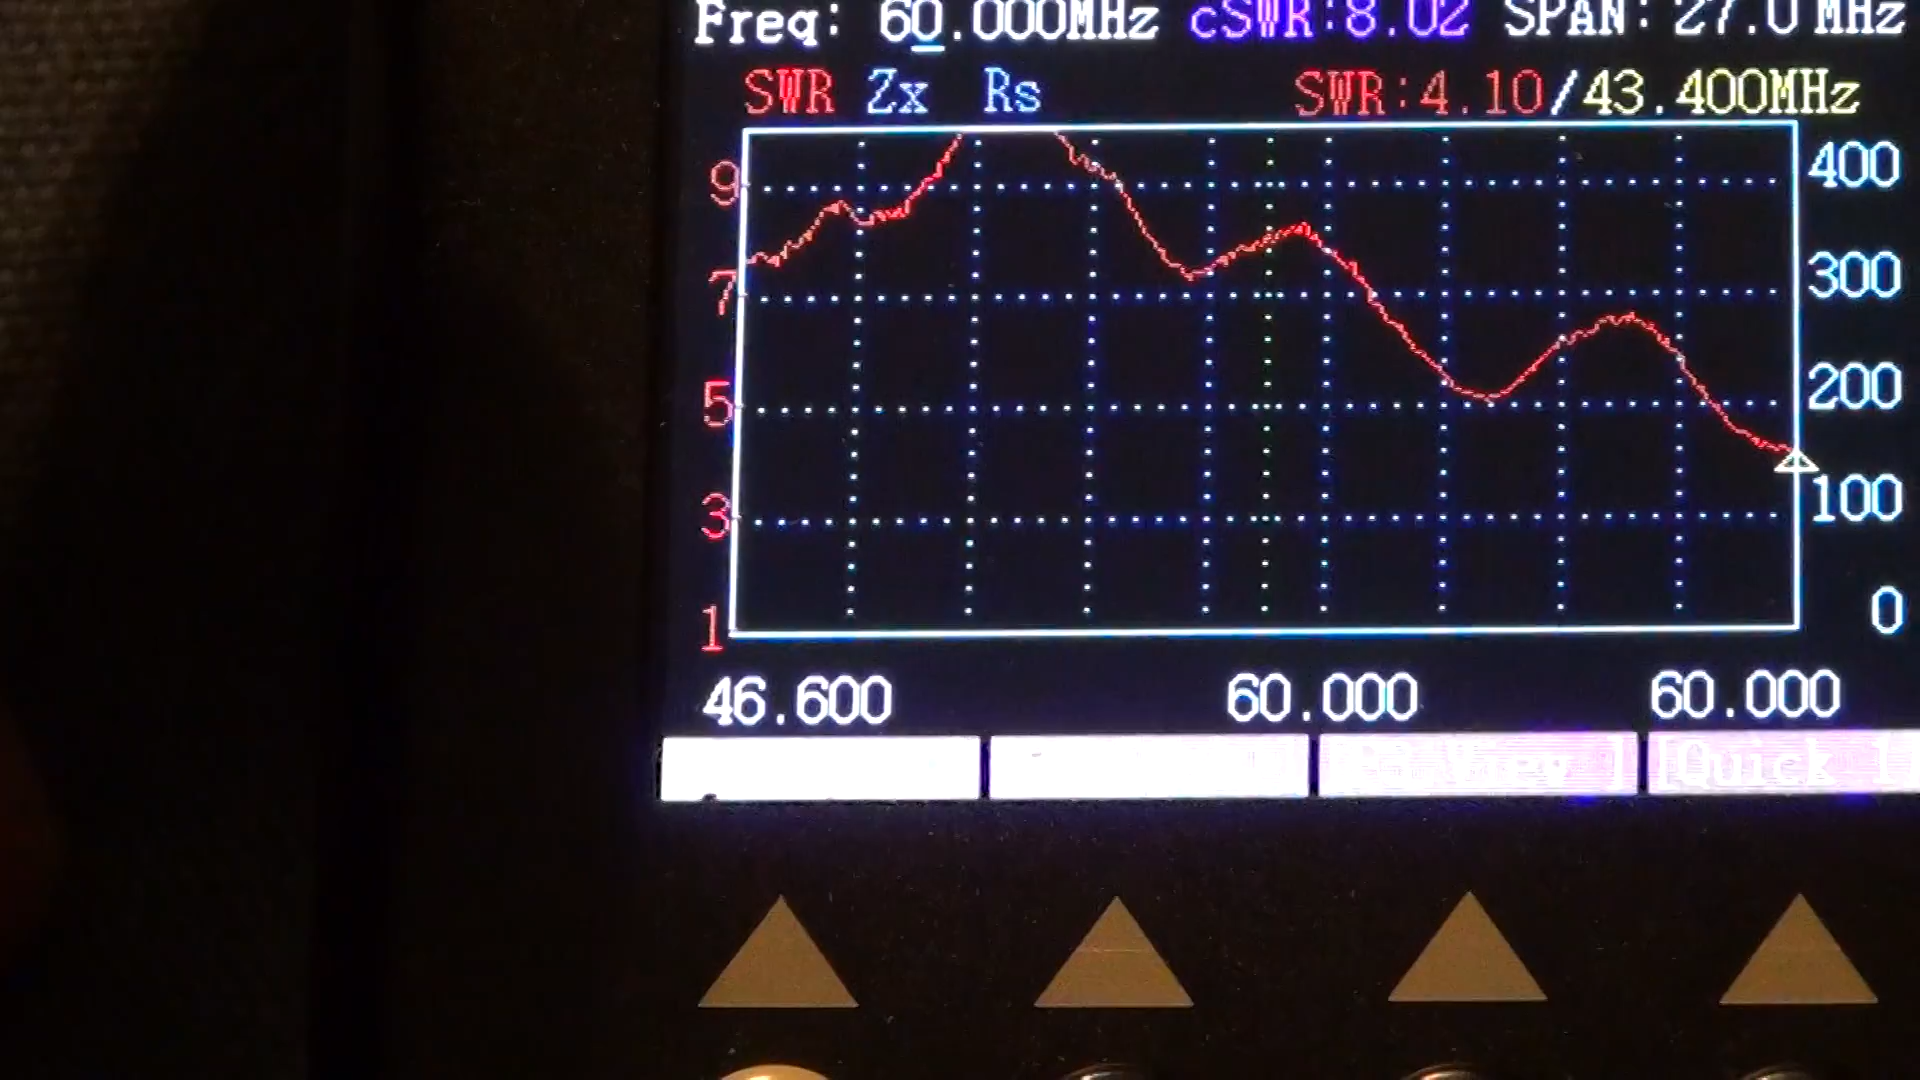 Freq: 60.000MHz cSWR:8.02 SPAN: 27.0 MHz
SWR Zx Rs SWR:4.10/43.400MHz
9 400
7 300
5 200
3 100
1 0
46.600 60.000 60.000
View ] [Quick